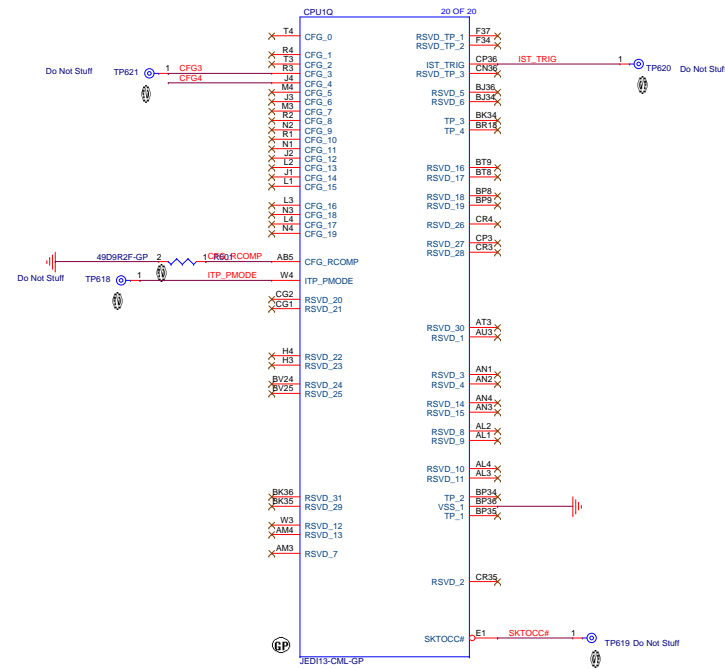 CPU1Q
20 OF 20
T4 CFG_0
R4 CFG_1
T3 CFG_2
Do Not Stuff TP621 1 CFG3 R3 CFG_3
CFG4 J4 CFG_4
M4 CFG_5
J3 CFG_6
M3 CFG_7
R2 CFG_8
N2 CFG_9
R1 CFG_10
N1 CFG_11
J2 CFG_12
L2 CFG_13
J1 CFG_14
L1 CFG_15
L3 CFG_16
N3 CFG_18
L4 CFG_17
N4 CFG_19
49D9R2F-GP 2 1 R601 CFG_RCOMP AB5 CFG_RCOMP
Do Not Stuff TP618 1 ITP_PMODE W4 ITP_PMODE
CG2 RSVD_20
CG1 RSVD_21
H4 RSVD_22
H3 RSVD_23
BV24 RSVD_24
BV25 RSVD_25
BK36 RSVD_31
BK35 RSVD_29
W3 RSVD_12
AM4 RSVD_13
AM3 RSVD_7
RSVD_TP_1 F37
RSVD_TP_2 F34
IST_TRIG CP36 IST_TRIG 1 TP620 Do Not Stuff
RSVD_TP_3 CN36
RSVD_5 BJ36
RSVD_6 BJ34
TP_3 BK34
TP_4 BR18
RSVD_16 BT9
RSVD_17 BT8
RSVD_18 BP8
RSVD_19 BP9
RSVD_26 CR4
RSVD_27 CP3
RSVD_28 CR3
RSVD_30 AT3
RSVD_1 AU3
RSVD_3 AN1
RSVD_4 AN2
RSVD_14 AN4
RSVD_15 AN3
RSVD_8 AL2
RSVD_9 AL1
RSVD_10 AL4
RSVD_11 AL3
TP_2 BP34
VSS_1 BP36
TP_1 BP35
RSVD_2 CR35
SKTOCC# E1 SKTOCC# 1 TP619 Do Not Stuff
GP
JEDI13-CML-GP